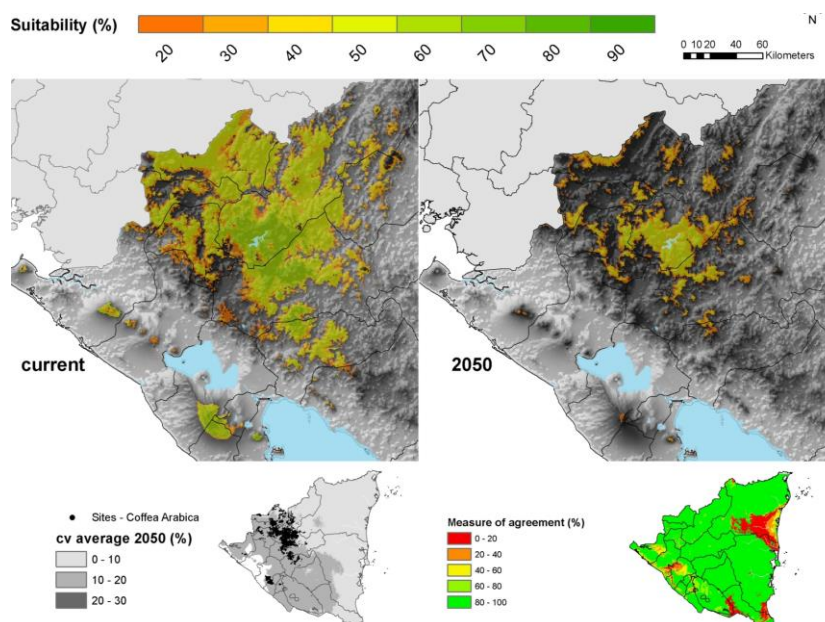 N
Suitability (%)
20 30 40 50 60 70 80 90
0 10 20 40 60
Kilometers
current
2050
Sites - Coffea Arabica
cv average 2050 (%)
0 - 10
10 - 20
20 - 30
Measure of agreement (%)
0 - 20
20 - 40
40 - 60
60 - 80
80 - 100